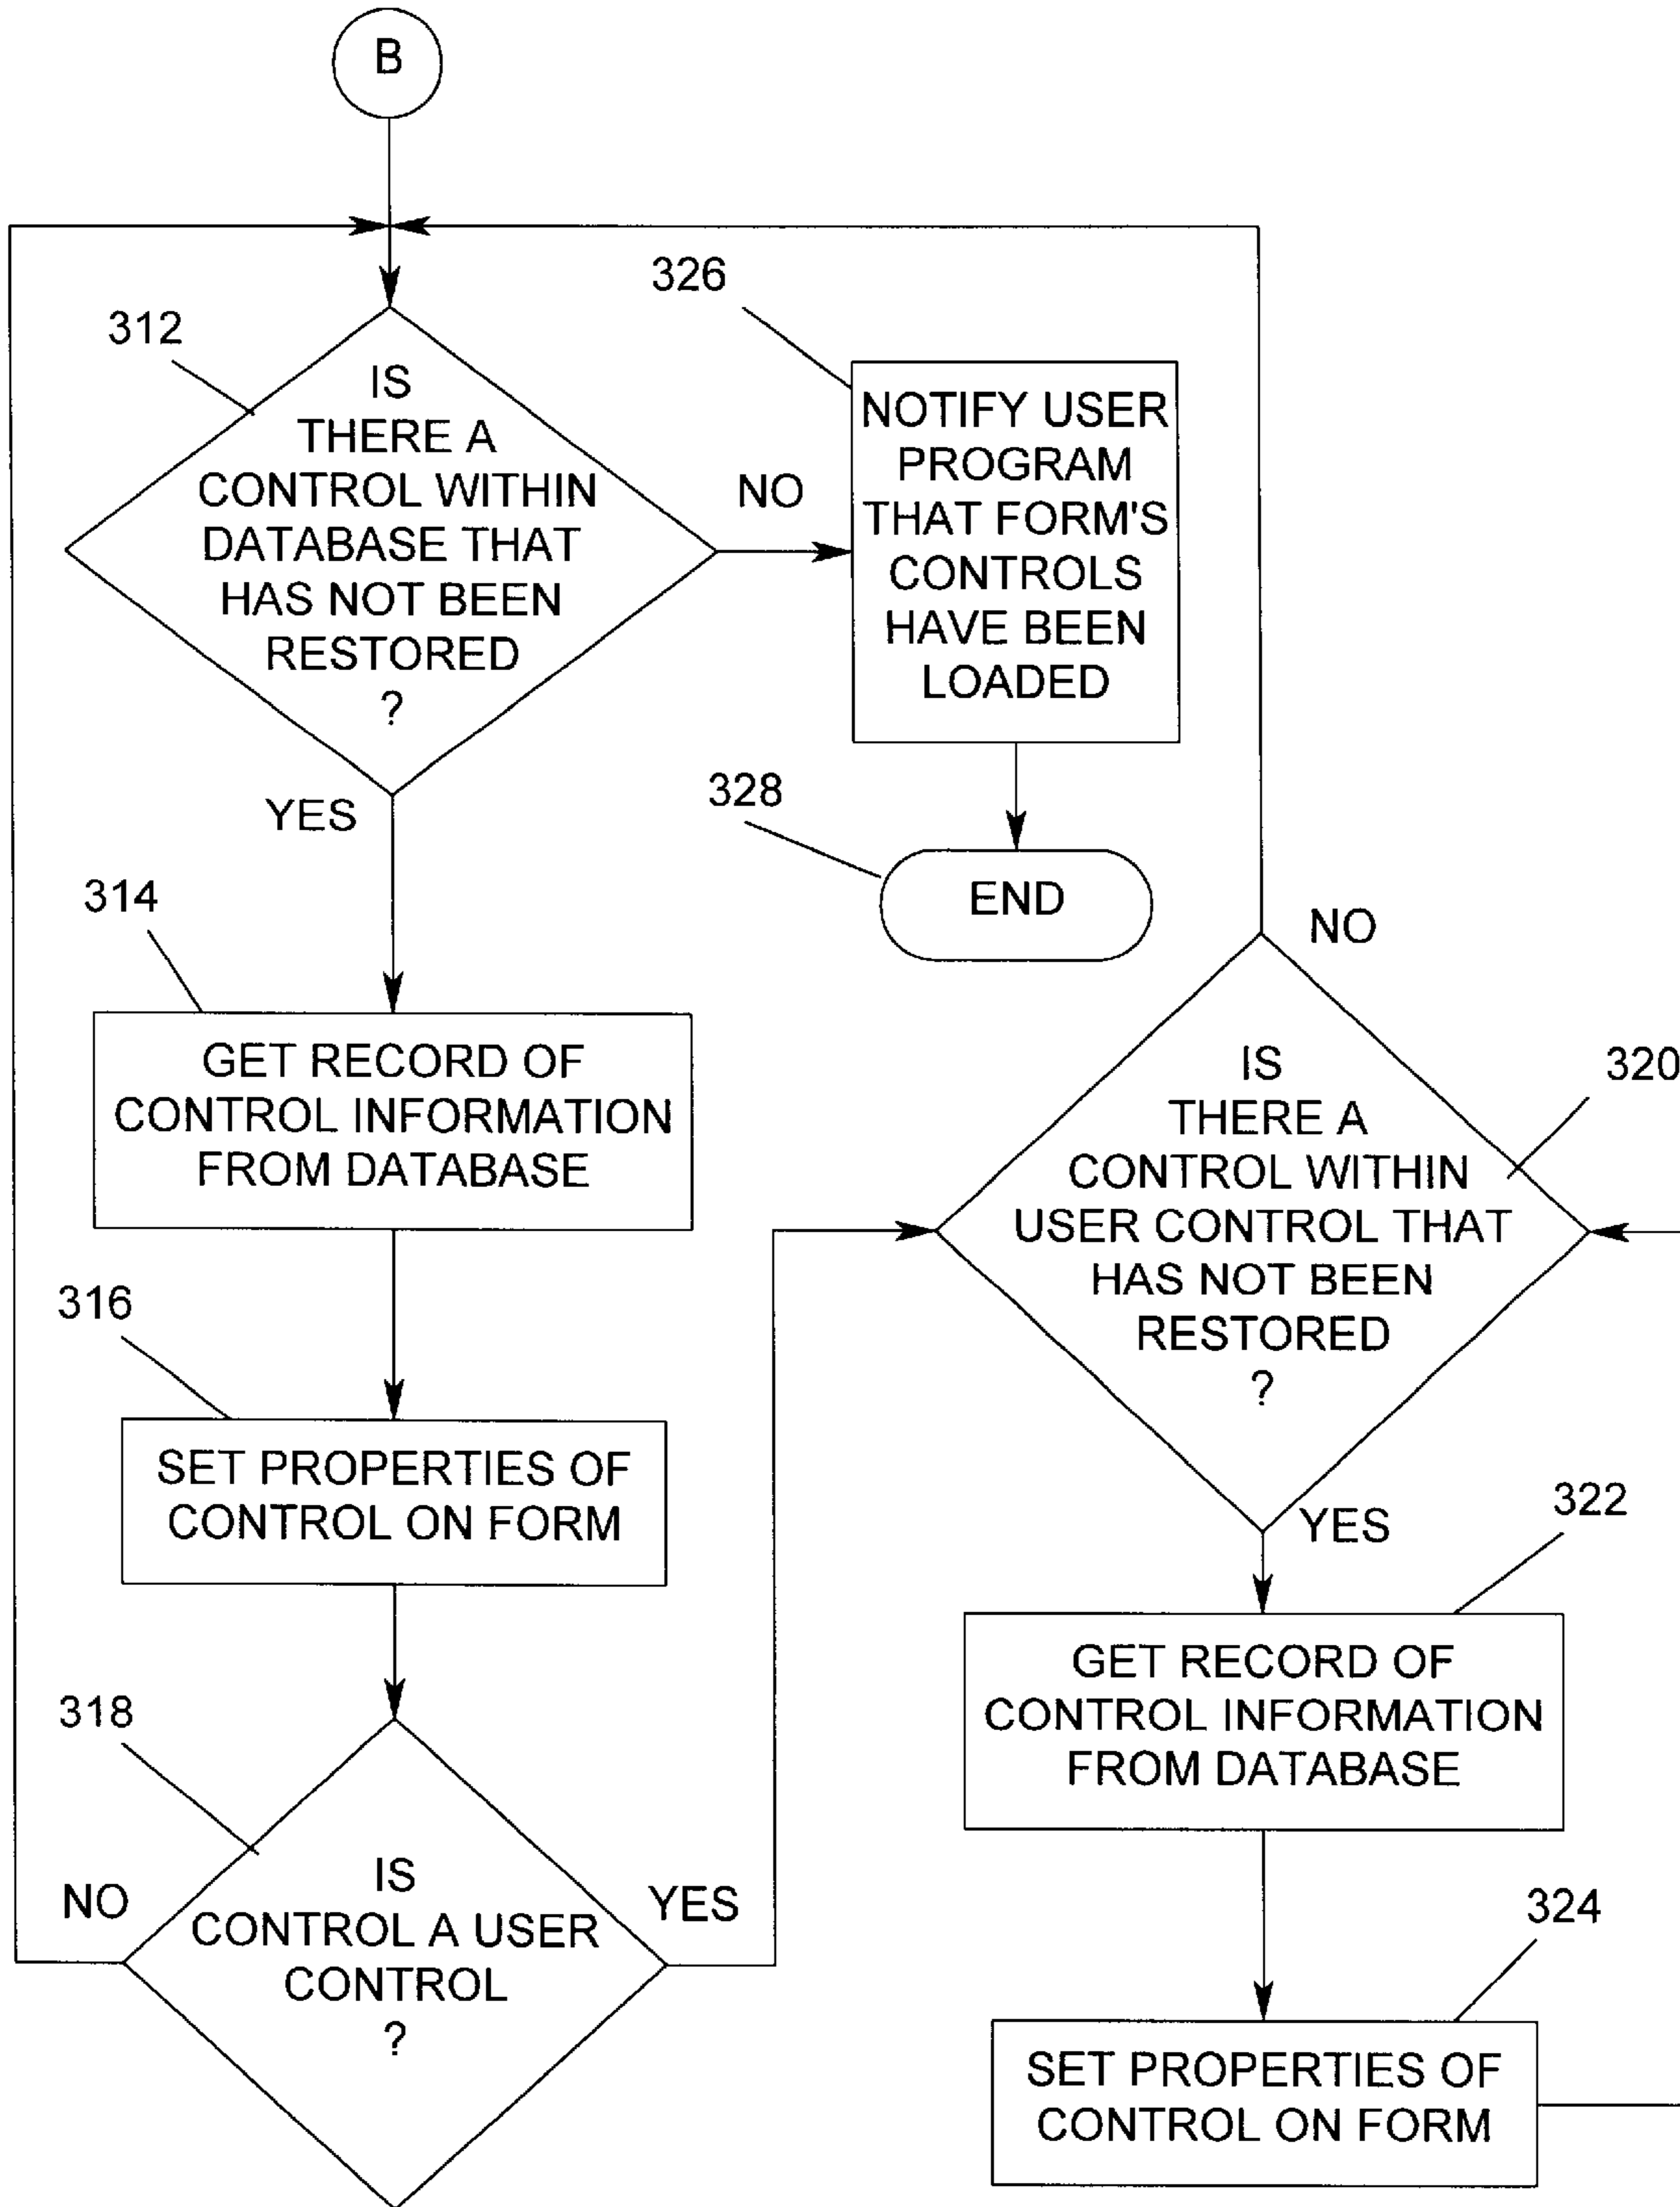 B
326
312
IS
THERE A
CONTROL WITHIN
DATABASE THAT
HAS NOT BEEN
RESTORED
?
NO
NOTIFY USER
PROGRAM
THAT FORM'S
CONTROLS
HAVE BEEN
LOADED
YES
328
END
314
GET RECORD OF
CONTROL INFORMATION
FROM DATABASE
NO
320
IS
THERE A
CONTROL WITHIN
USER CONTROL THAT
HAS NOT BEEN
RESTORED
?
316
SET PROPERTIES OF
CONTROL ON FORM
YES
322
GET RECORD OF
CONTROL INFORMATION
FROM DATABASE
318
NO
IS
CONTROL A USER
CONTROL
?
YES
324
SET PROPERTIES OF
CONTROL ON FORM